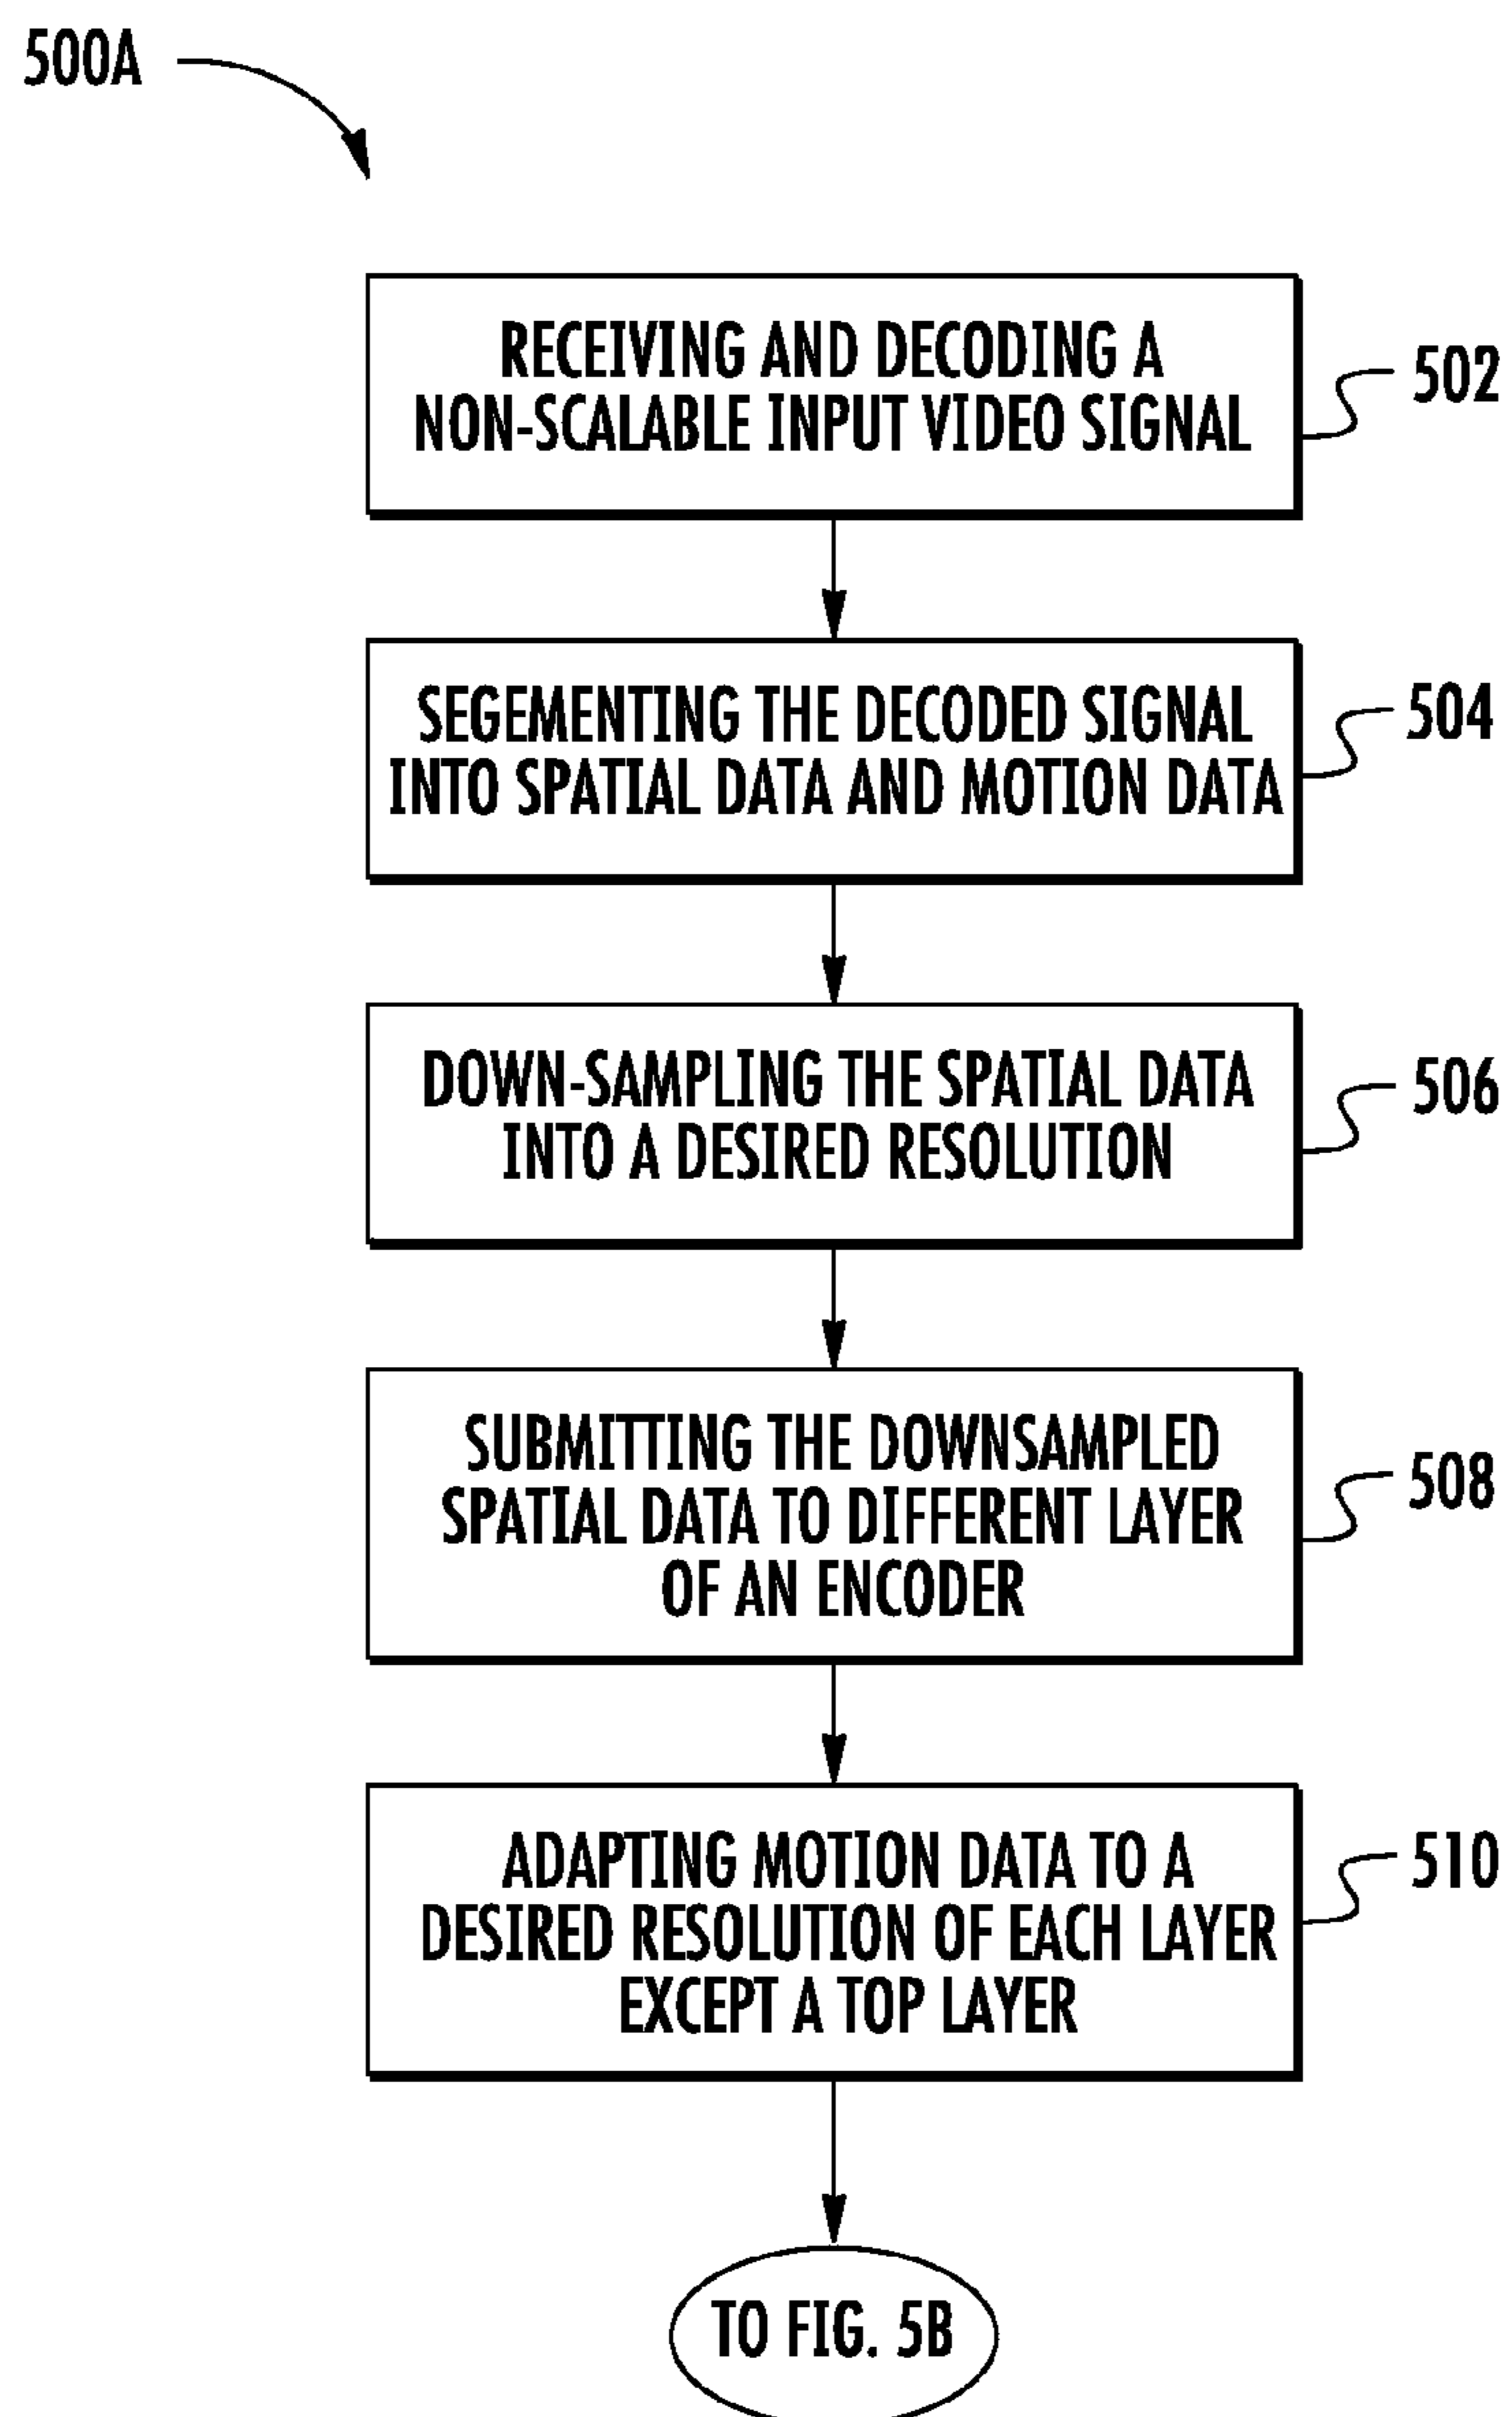 500A
RECEIVING AND DECODING A
NON-SCALABLE INPUT VIDEO SIGNAL
502
SEGEMENTING THE DECODED SIGNAL
INTO SPATIAL DATA AND MOTION DATA
504
DOWN-SAMPLING THE SPATIAL DATA
INTO A DESIRED RESOLUTION
506
SUBMITTING THE DOWNSAMPLED
SPATIAL DATA TO DIFFERENT LAYER
OF AN ENCODER
508
ADAPTING MOTION DATA TO A
DESIRED RESOLUTION OF EACH LAYER
EXCEPT A TOP LAYER
510
TO FIG. 5B